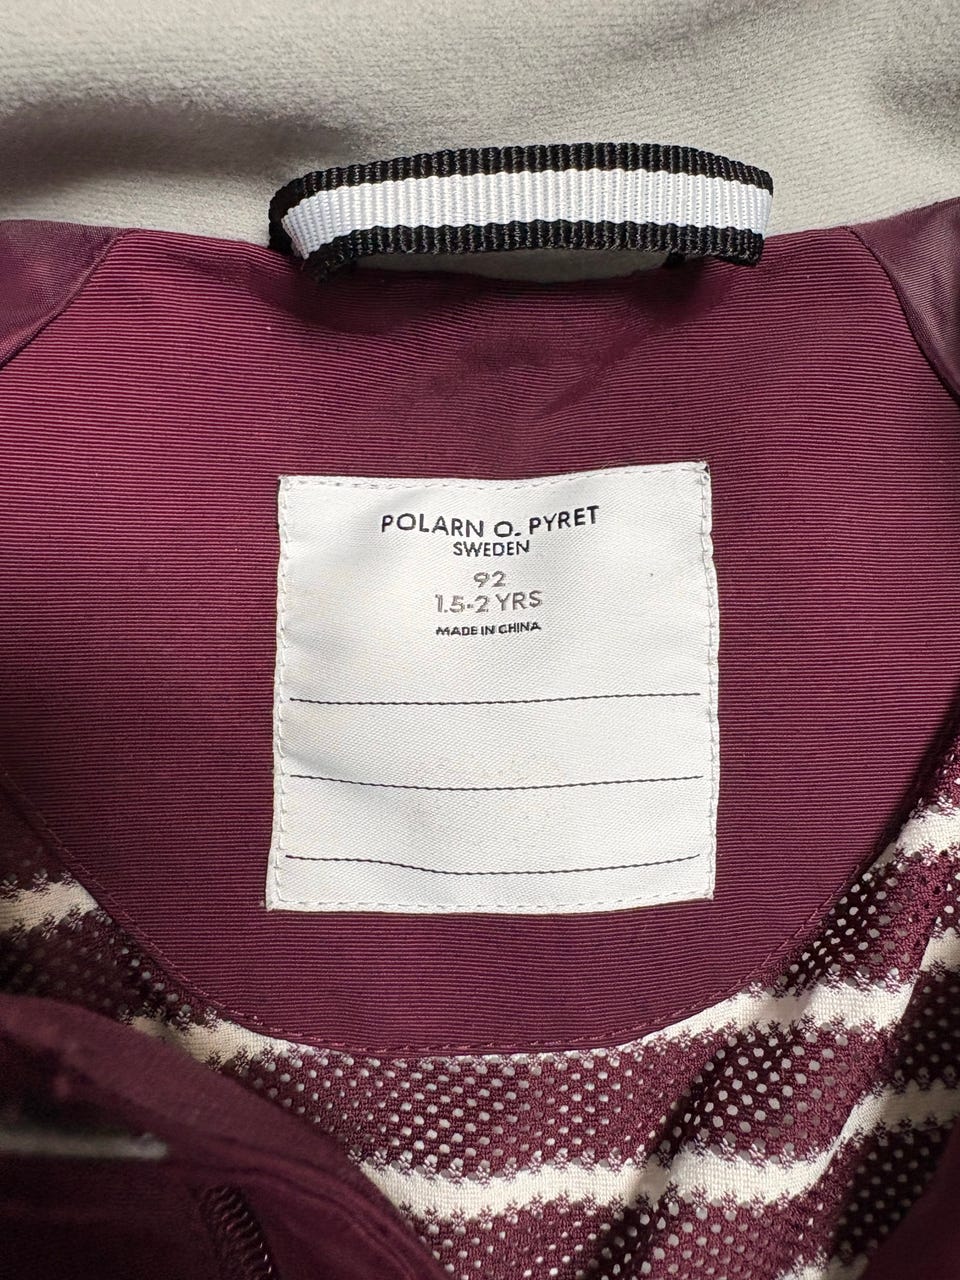 POLARN O. PYRET
SWEDEN
92
1.5-2 YRS
MADE IN CHINA